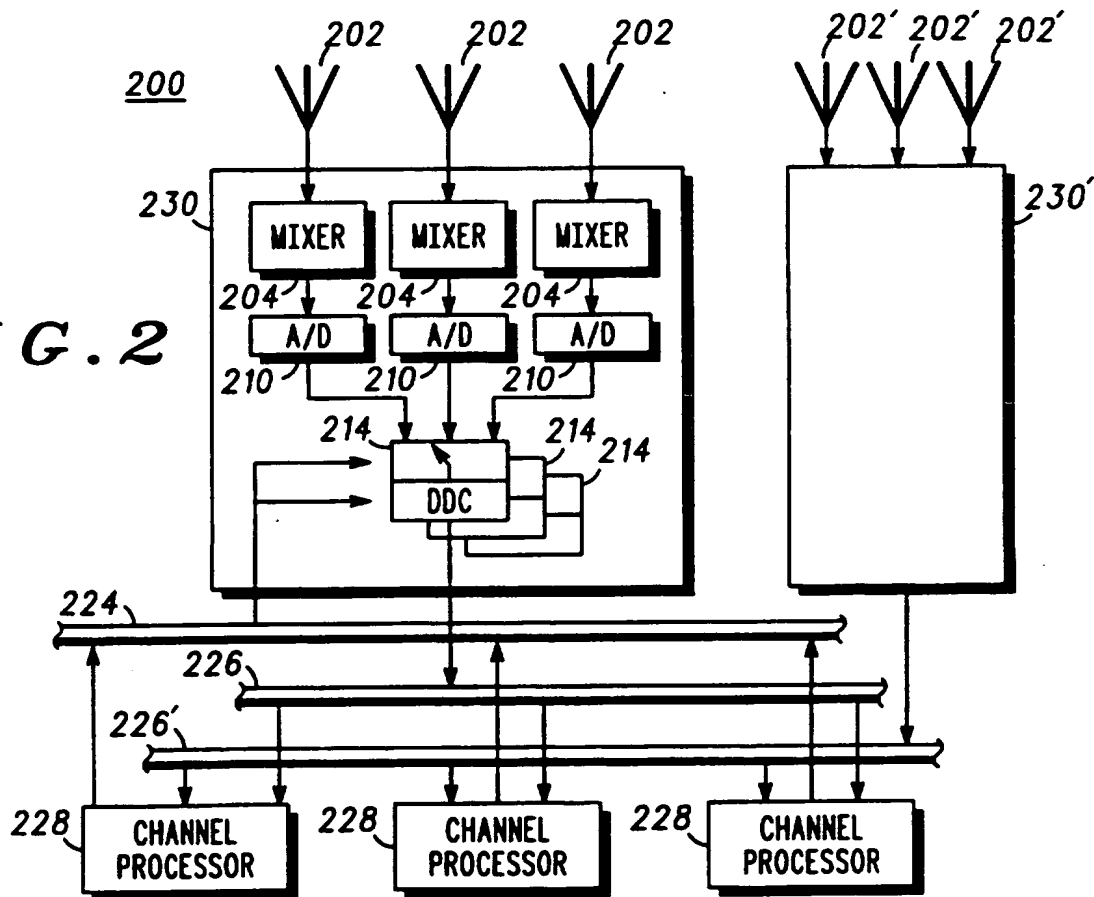 202 202 202 202' 202' 202'
200
230 230'
MIXER MIXER MIXER
204 204 204
A/D A/D A/D
G.2
210 210 210
214 214 214
DDC
224
226
226'
228 CHANNEL PROCESSOR 228 CHANNEL PROCESSOR 228 CHANNEL PROCESSOR